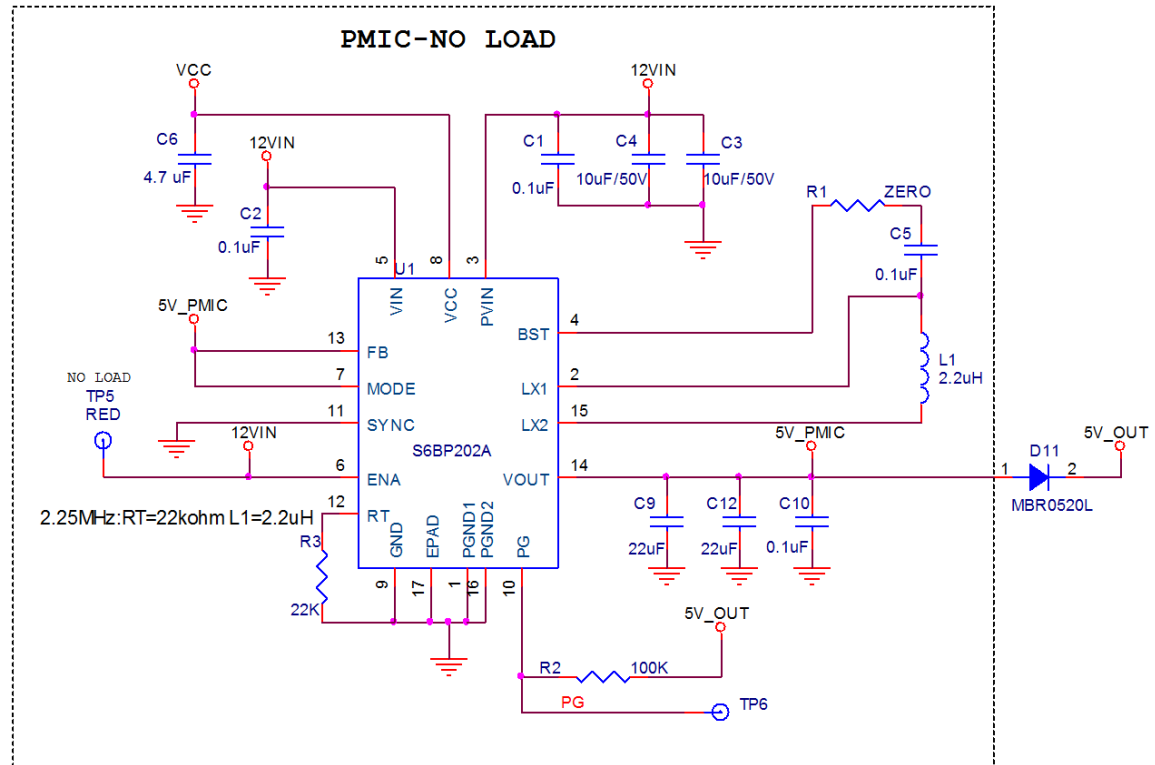 PMIC-NO LOAD
VCC
12VIN
C6
4.7 uF
12VIN
C2
0.1uF
C1
0.1uF
C4
10uF/50V
C3
10uF/50V
R1
ZERO
C5
0.1uF
L1
2.2uH
5
U1
8
3
VIN
VCC
PVIN
5V_PMIC
13
FB
7
MODE
11
SYNC
6
ENA
12
RT
S6BP202A
BST
4
LX1
2
LX2
15
VOUT
14
NO LOAD
TP5
RED
12VIN
2.25MHz:RT=22kohm L1=2.2uH
R3
22K
GND
EPAD
PGND1
PGND2
PG
9
17
1
16
10
5V_PMIC
C9
22uF
C12
22uF
C10
0.1uF
1
D11
2
MBR0520L
5V_OUT
5V_OUT
R2
100K
PG
TP6